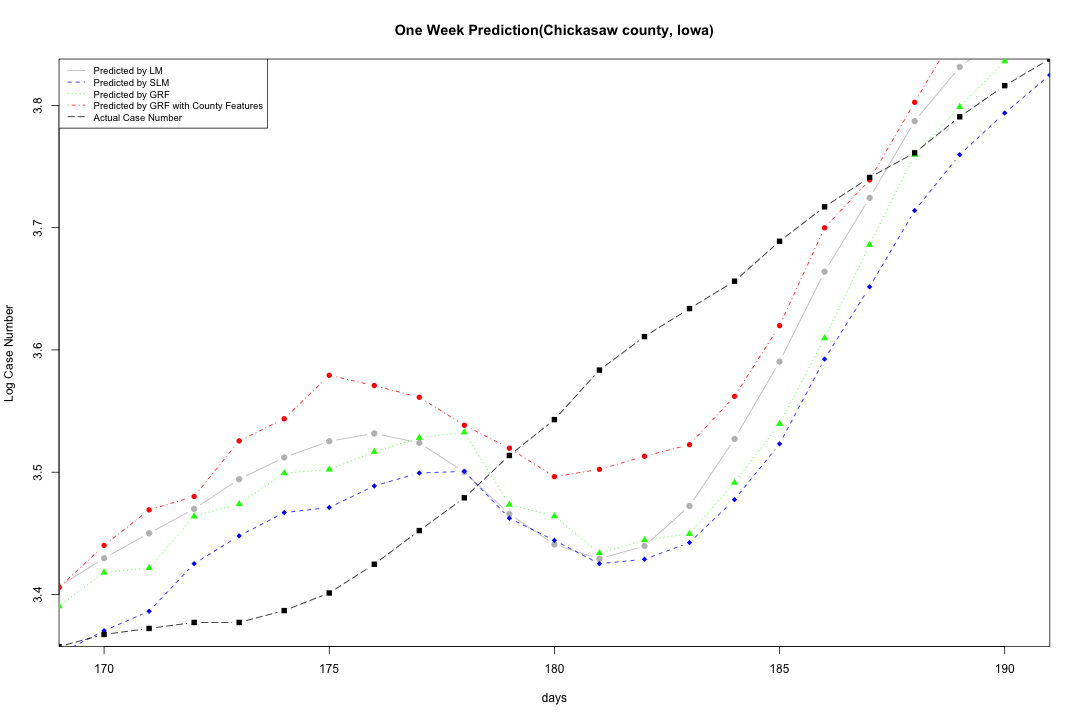 One Week Prediction(Chickasaw county, Iowa)
Predicted by LM
Predicted by SLM
Predicted by GRF
Predicted by GRF with County Features
Actual Case Number
3.8
3.7
3.6
3.5
3.4
Log Case Number
170 175 180 185 190
days